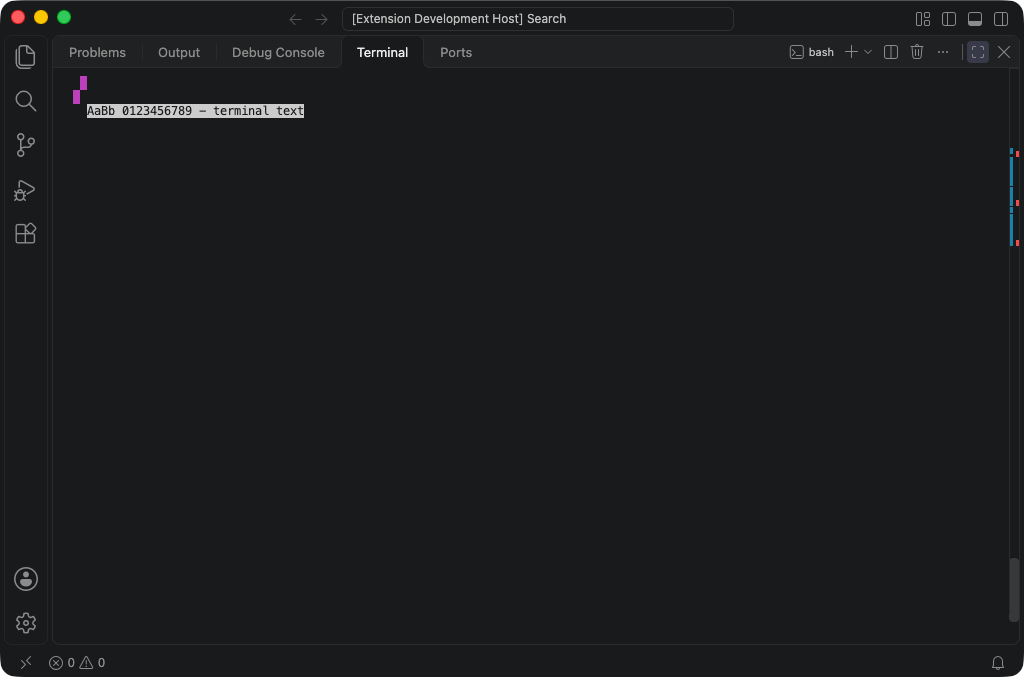 [Extension Development Host] Search
Problems Output Debug Console Terminal Ports
bash
AaBb 0123456789 – terminal text
0 0